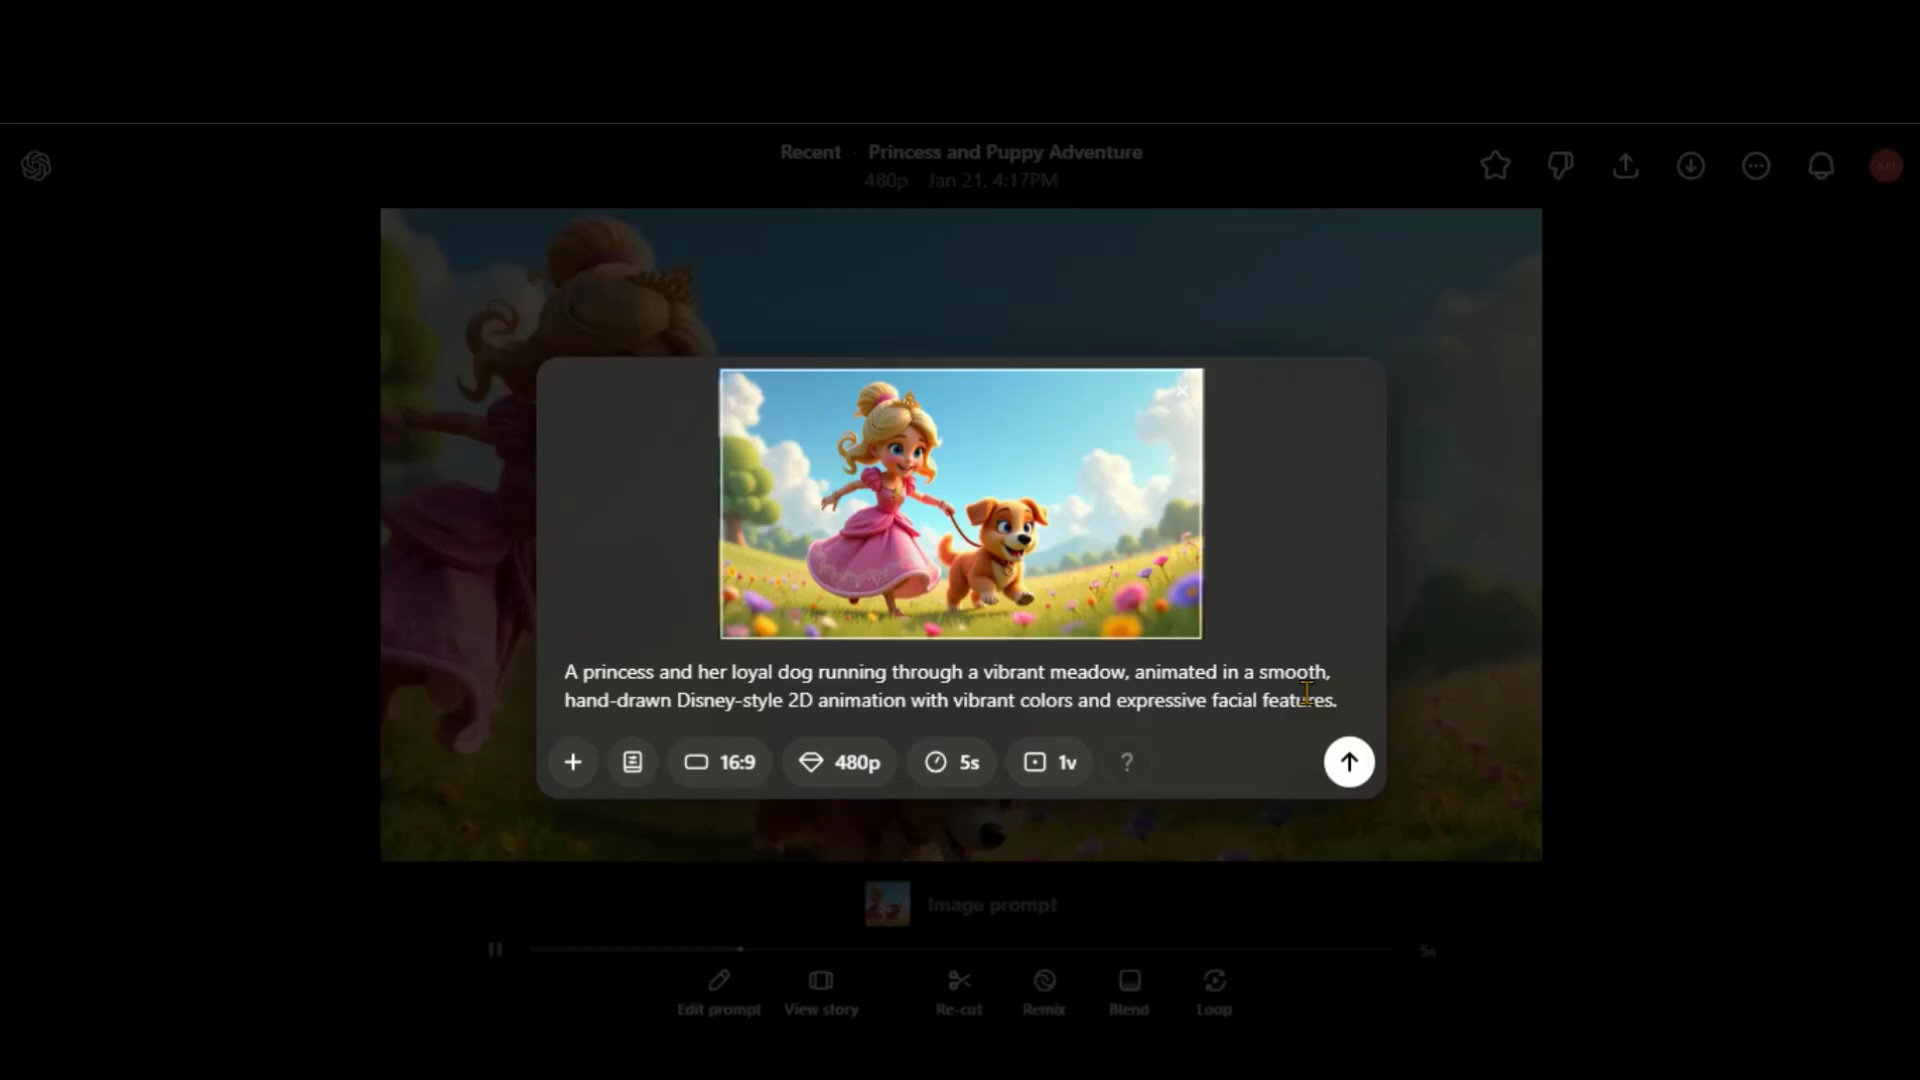 Recent · Princess and Puppy Adventure
480p Jan 21, 4:17PM
A princess and her loyal dog running through a vibrant meadow, animated in a smooth,
hand-drawn Disney-style 2D animation with vibrant colors and expressive facial features.
16:9 480p 5s 1v ?
Image prompt
5s
Edit prompt View story Re-cut Remix Blend Loop